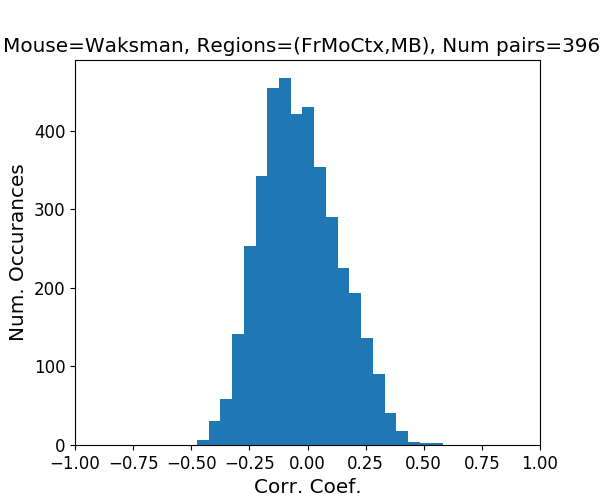 Mouse=Waksman, Regions=(FrMoCtx,MB), Num pairs=396
400
300
200
100
0
Num. Occurances
−1.00 −0.75 −0.50 −0.25 0.00 0.25 0.50 0.75 1.00
Corr. Coef.